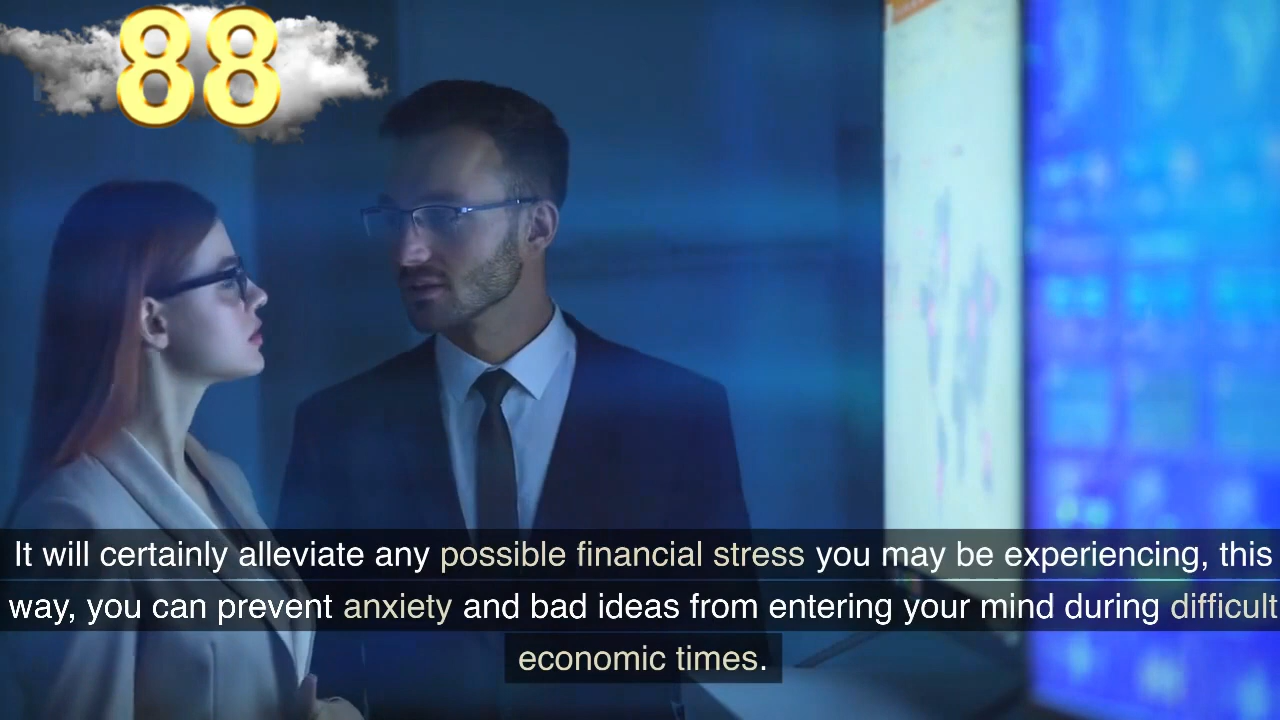 88
It will certainly alleviate any possible financial stress you may be experiencing, this
way, you can prevent anxiety and bad ideas from entering your mind during difficult
economic times.